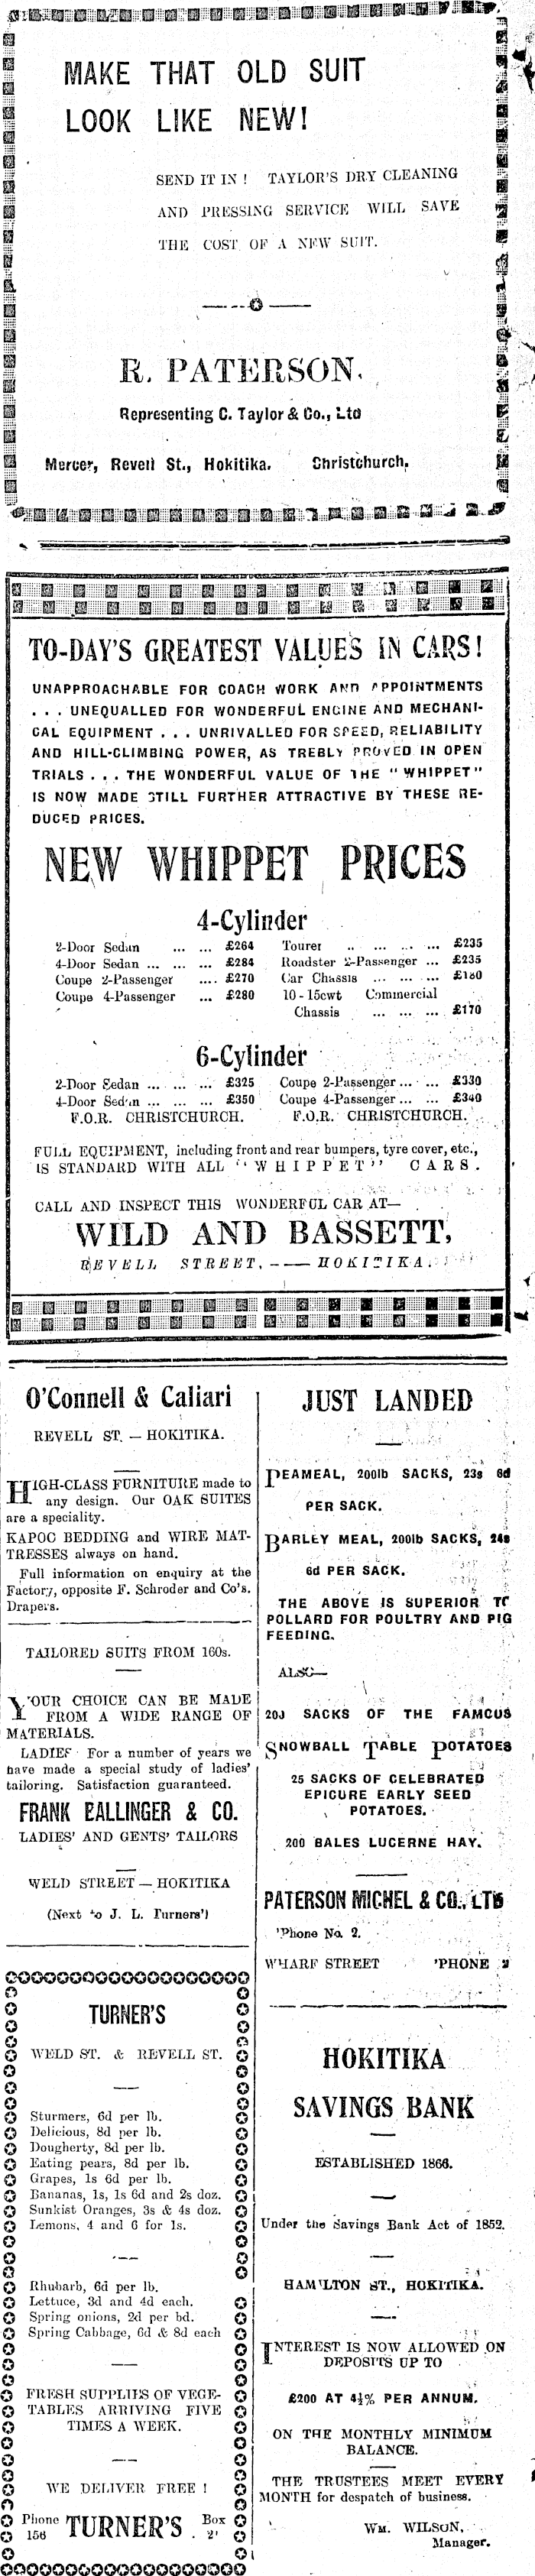 MAKE THAT OLD SUIT
LOOK LIKE NEW!
SEND IT IN ! TAYLOR'S DRY CLEANING
AND PRESSING SERVICE WILL SAVE
THE COST OF A NEW SUIT.
R. PATERSON,
Representing C. Taylor & Co., Ltd
Mercer, Revell St., Hokitika. Christchurch.
TO-DAY'S GREATEST VALUES IN CARS!
UNAPPROACHABLE FOR COACH WORK AND APPOINTMENTS
. . . UNEQUALLED FOR WONDERFUL ENGINE AND MECHANI-
CAL EQUIPMENT . . . UNRIVALLED FOR SPEED, RELIABILITY
AND HILL-CLIMBING POWER, AS TREBLY PROVED IN OPEN
TRIALS . . . THE WONDERFUL VALUE OF THE "WHIPPET"
IS NOW MADE STILL FURTHER ATTRACTIVE BY THESE RE-
DUCED PRICES.
NEW WHIPPET PRICES
4-Cylinder
2-Door Sedan ... ... £264
4-Door Sedan ... ... ... £284
Coupe 2-Passenger .... £270
Coupe 4-Passenger ... £280
Tourer .. ... ... ... £235
Roadster 2-Passenger ... £235
Car Chassis ... ... ... £180
10 - 15cwt Commercial
Chassis ... ... ... £170
6-Cylinder
2-Door Sedan ... ... ... £325
4-Door Sedan ... ... ... £350
F.O.R. CHRISTCHURCH.
Coupe 2-Passenger ... ... £330
Coupe 4-Passenger ... ... £340
F.O.R. CHRISTCHURCH.
FULL EQUIPMENT, including front and rear bumpers, tyre cover, etc.,
IS STANDARD WITH ALL "WHIPPET" CARS.
CALL AND INSPECT THIS WONDERFUL CAR AT—
WILD AND BASSETT,
REVELL STREET, -— HOKITIKA.
O'Connell & Caliari
REVELL ST. — HOKITIKA.
HIGH-CLASS FURNITURE made to
any design. Our OAK SUITES
are a speciality.
KAPOC BEDDING and WIRE MAT-
TRESSES always on hand.
Full information on enquiry at the
Factory, opposite F. Schroder and Co's.
Drapers.
TAILORED SUITS FROM 160s.
YOUR CHOICE CAN BE MADE
FROM A WIDE RANGE OF
MATERIALS.
LADIES For a number of years we
have made a special study of ladies'
tailoring. Satisfaction guaranteed.
FRANK BALLINGER & CO.
LADIES' AND GENTS' TAILORS
WELD STREET — HOKITIKA
(Next to J. L. Turners')
TURNER'S
WELD ST. & REVELL ST.
Sturmers, 6d per lb.
Delicious, 8d per lb.
Dougherty, 8d per lb.
Eating pears, 8d per lb.
Grapes, 1s 6d per lb.
Bananas, 1s, 1s 6d and 2s doz.
Sunkist Oranges, 3s & 4s doz.
Lemons, 4 and 6 for 1s.
Rhubarb, 6d per lb.
Lettuce, 3d and 4d each.
Spring onions, 2d per bd.
Spring Cabbage, 6d & 8d each
FRESH SUPPLIES OF VEGE-
TABLES ARRIVING FIVE
TIMES A WEEK.
WE DELIVER FREE !
Phone 156 TURNER'S. Box 2
JUST LANDED
PEAMEAL, 200lb SACKS, 23s 6d
PER SACK.
BARLEY MEAL, 200lb SACKS, 24s
6d PER SACK.
THE ABOVE IS SUPERIOR TO
POLLARD FOR POULTRY AND PIG
FEEDING.
ALSO—
200 SACKS OF THE FAMOUS
SNOWBALL TABLE POTATOES
25 SACKS OF CELEBRATED
EPICURE EARLY SEED
POTATOES.
200 BALES LUCERNE HAY.
PATERSON MICHEL & CO., LTD
'Phone No. 2.
WHARF STREET 'PHONE 2
HOKITIKA
SAVINGS BANK
ESTABLISHED 1866.
Under the Savings Bank Act of 1852.
HAMILTON ST., HOKITIKA.
INTEREST IS NOW ALLOWED ON
DEPOSITS UP TO
£200 AT 4½% PER ANNUM.
ON THE MONTHLY MINIMUM
BALANCE.
THE TRUSTEES MEET EVERY
MONTH for despatch of business.
WM. WILSON,
Manager.